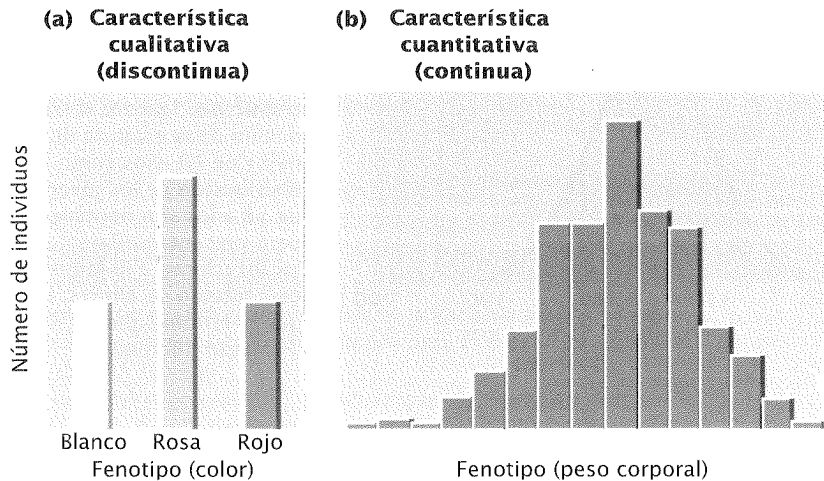 (a) Característica
cualitativa
(discontinua)
(b) Característica
cuantitativa
(continua)
Número de individuos
Blanco Rosa Rojo
Fenotipo (color)
Fenotipo (peso corporal)